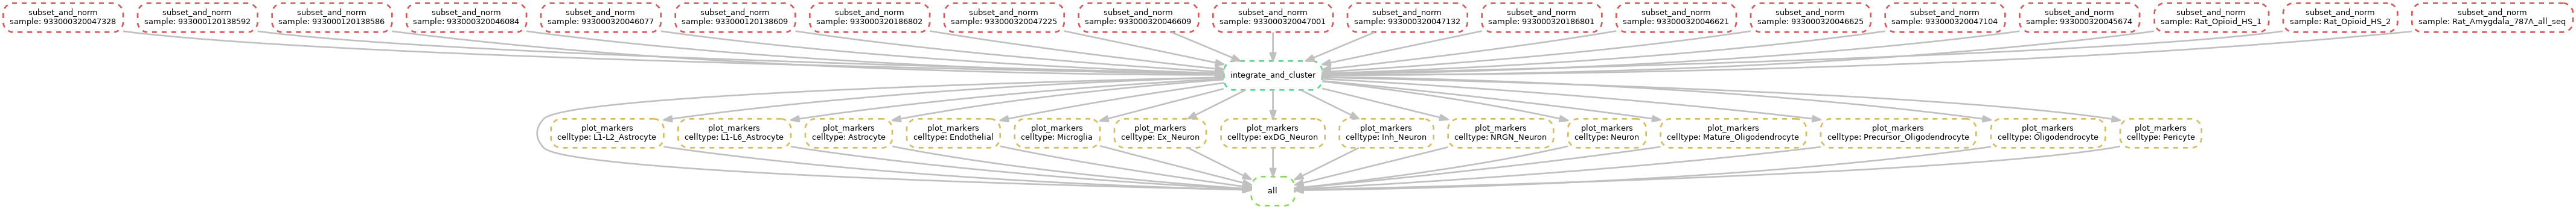 subset_and_norm
sample: 933000320047328
subset_and_norm
sample: 933000120138592
subset_and_norm
sample: 933000120138586
subset_and_norm
sample: 933000320046084
subset_and_norm
sample: 933000320046077
subset_and_norm
sample: 933000120138609
subset_and_norm
sample: 933000320186802
subset_and_norm
sample: 933000320047225
subset_and_norm
sample: 933000320046609
subset_and_norm
sample: 933000320047001
subset_and_norm
sample: 933000320047132
subset_and_norm
sample: 933000320186801
subset_and_norm
sample: 933000320046621
subset_and_norm
sample: 933000320046625
subset_and_norm
sample: 933000320047104
subset_and_norm
sample: 933000320045674
subset_and_norm
sample: Rat_Opioid_HS_1
subset_and_norm
sample: Rat_Opioid_HS_2
subset_and_norm
sample: Rat_Amygdala_787A_all_seq
integrate_and_cluster
plot_markers
celltype: L1-L2_Astrocyte
plot_markers
celltype: L1-L6_Astrocyte
plot_markers
celltype: Astrocyte
plot_markers
celltype: Endothelial
plot_markers
celltype: Microglia
plot_markers
celltype: Ex_Neuron
plot_markers
celltype: exDG_Neuron
plot_markers
celltype: Inh_Neuron
plot_markers
celltype: NRGN_Neuron
plot_markers
celltype: Neuron
plot_markers
celltype: Mature_Oligodendrocyte
plot_markers
celltype: Precursor_Oligodendrocyte
plot_markers
celltype: Oligodendrocyte
plot_markers
celltype: Pericyte
all